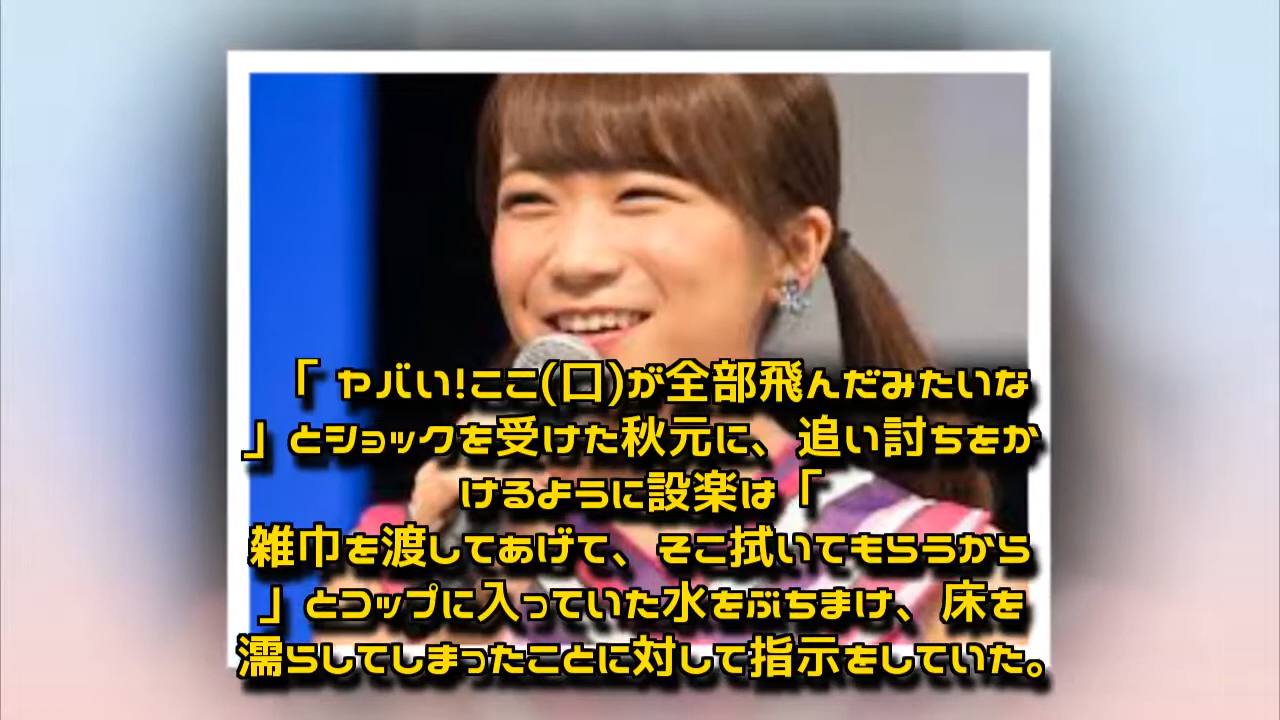 「 ヤバい!ここ(口)が全部飛んだみたいな
」とショックを受けた秋元に、追い討ちをか
けるように設楽は「
雑巾を渡してあげて、そこ拭いてもらうから
」とコップに入っていた水をぶちまけ、床を
濡らしてしまったことに対して指示をしていた。